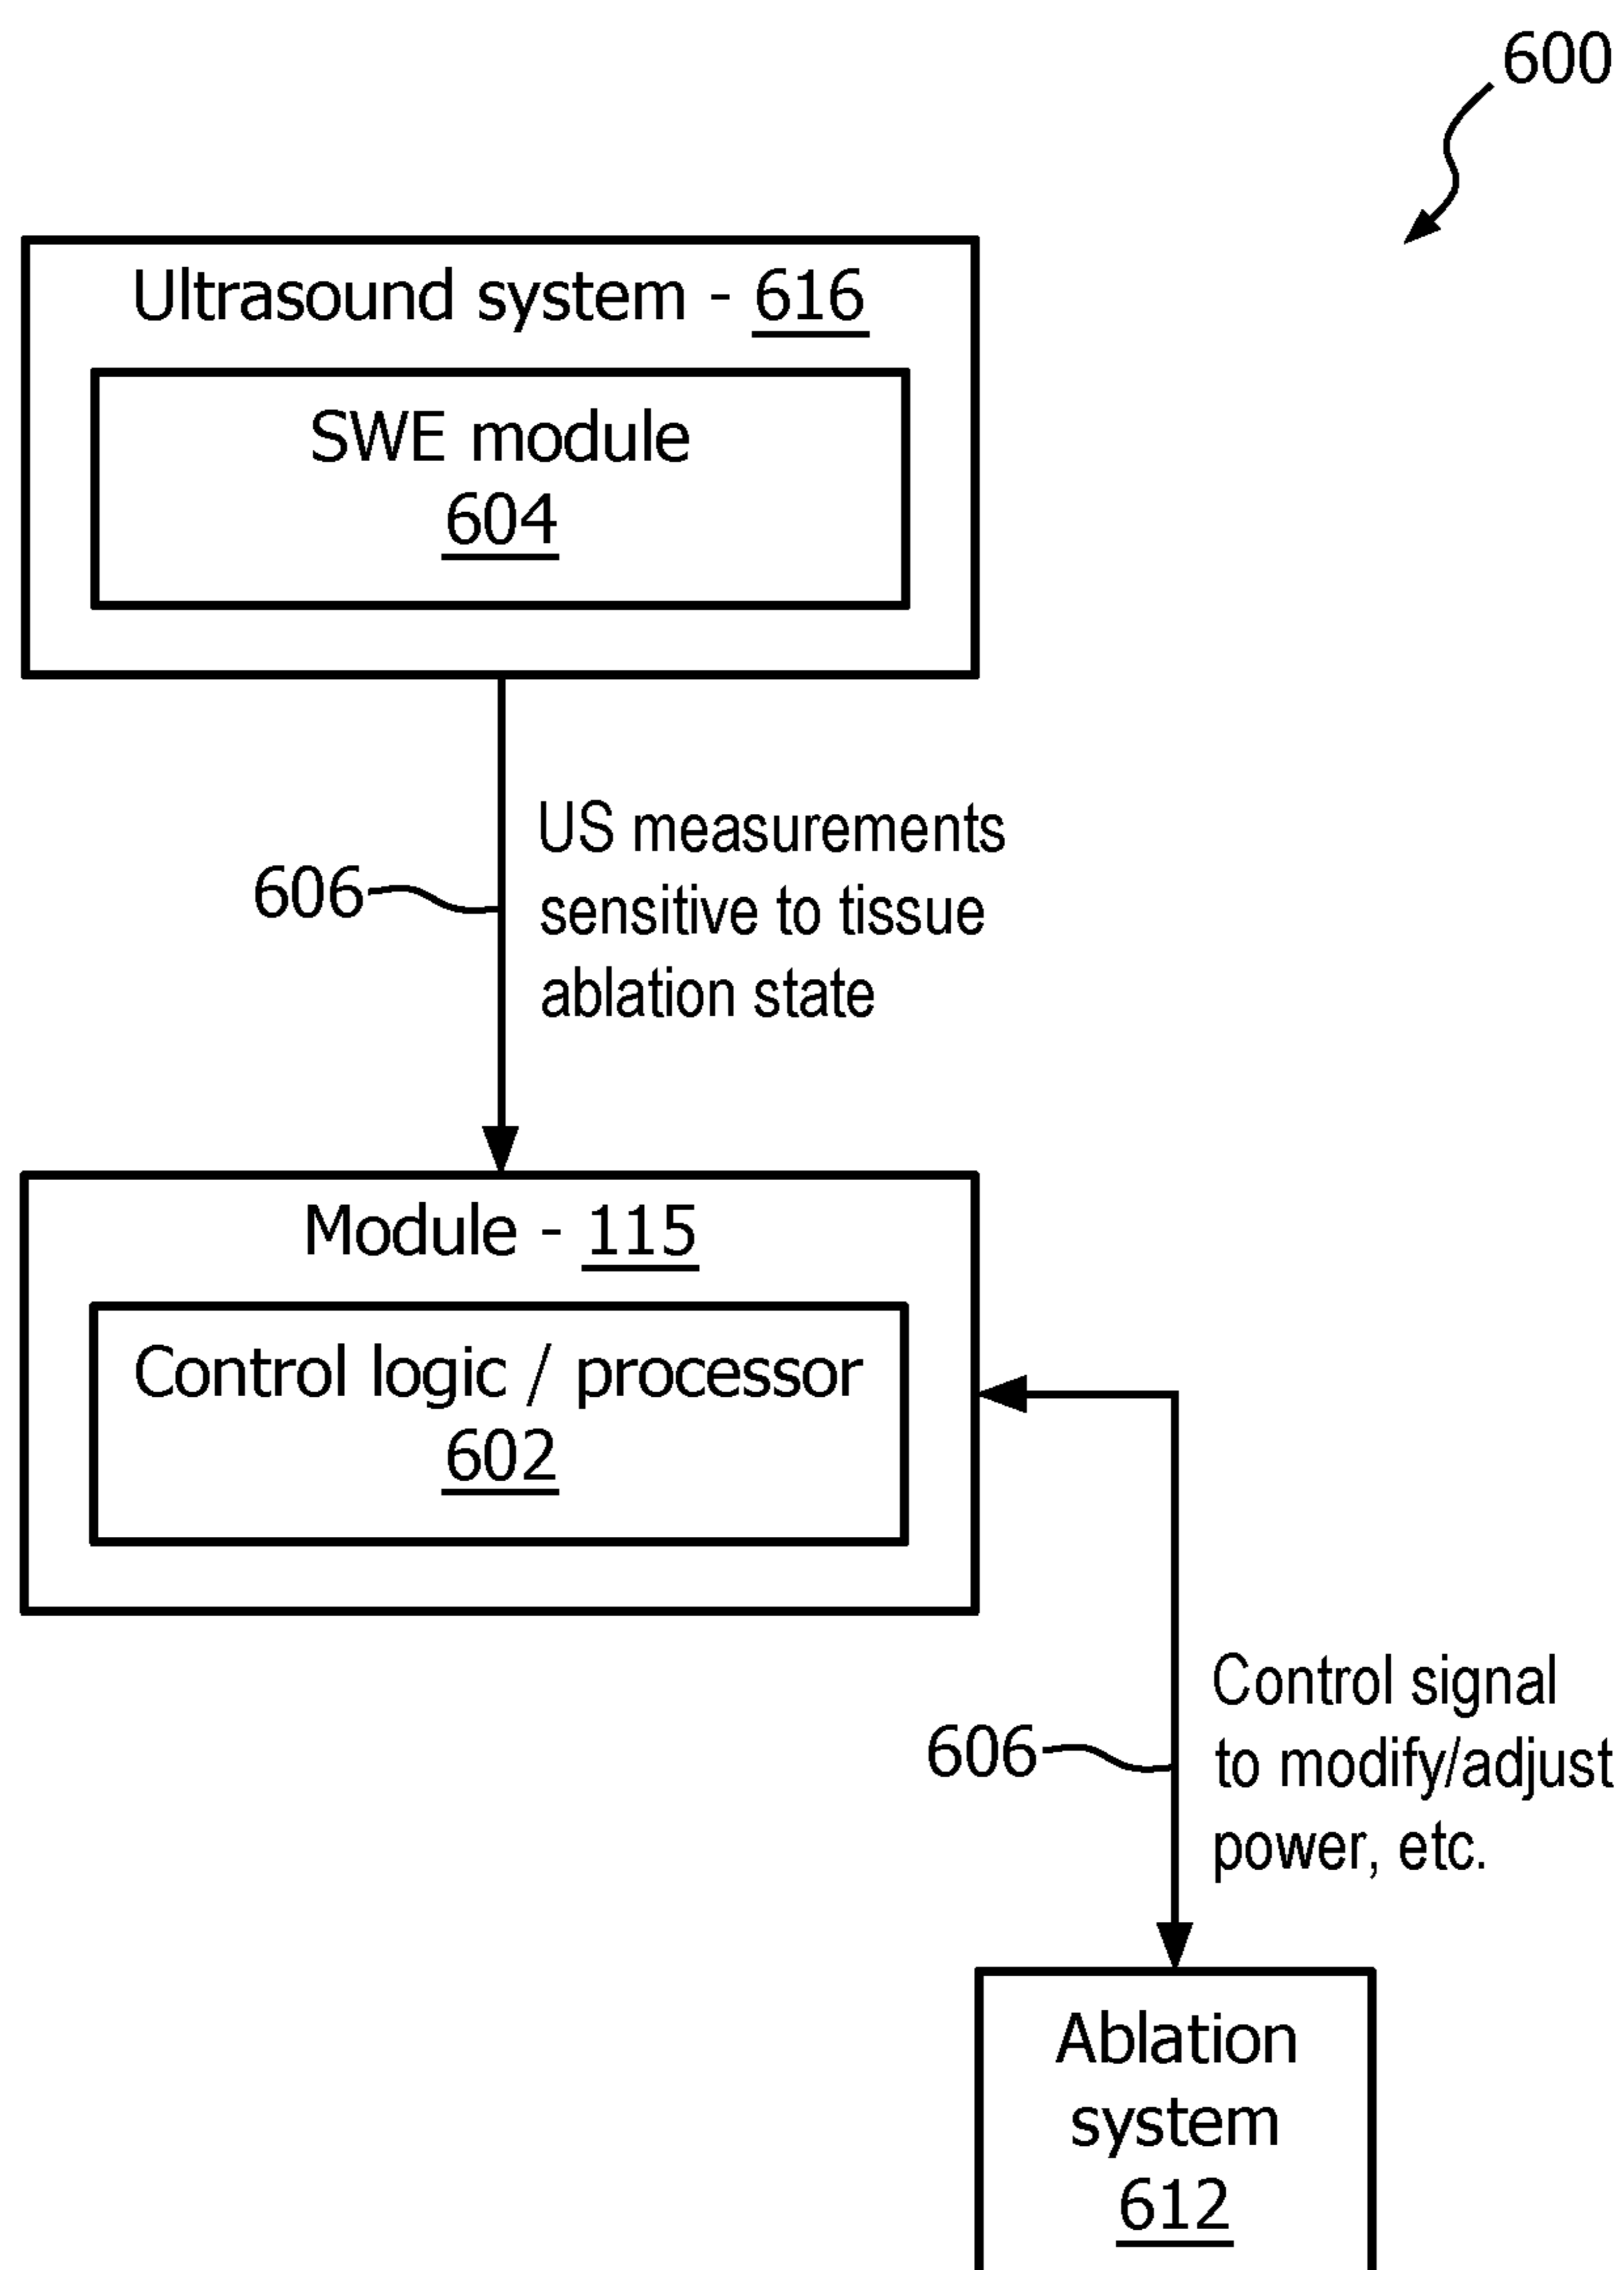 600
Ultrasound system - 616
SWE module
604
606
US measurements
sensitive to tissue
ablation state
Module - 115
Control logic / processor
602
606
Control signal
to modify/adjust
power, etc.
Ablation
system
612